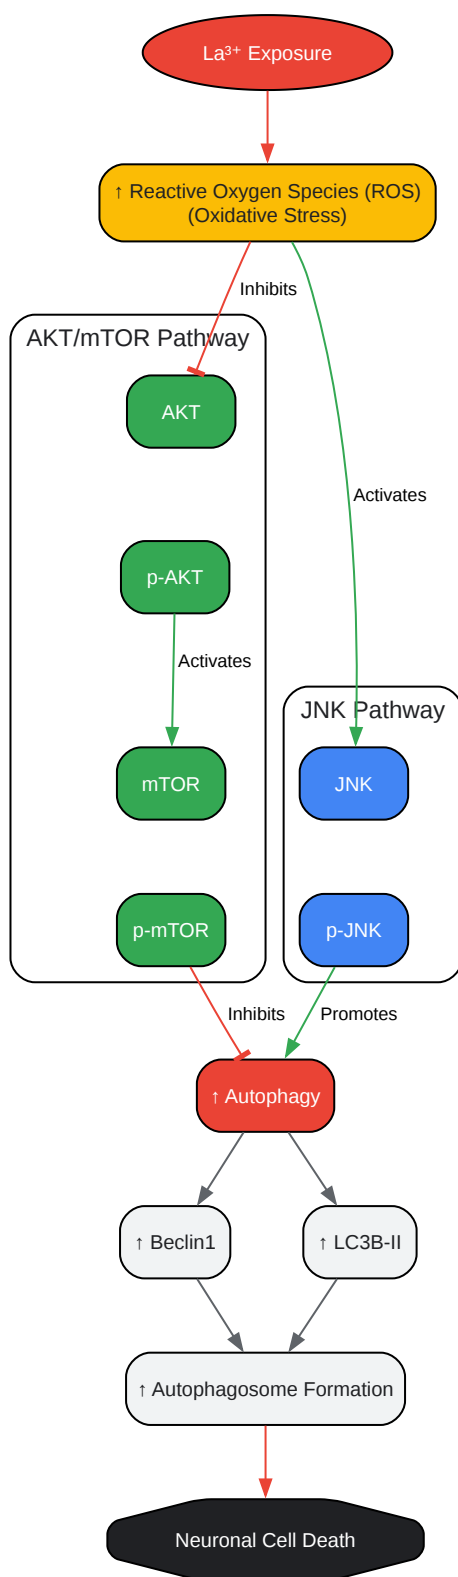 La³⁺ Exposure
↑ Reactive Oxygen Species (ROS)
(Oxidative Stress)
Inhibits
AKT/mTOR Pathway
AKT
Activates
p-AKT
Activates
mTOR
JNK Pathway
JNK
p-mTOR
p-JNK
Inhibits
Promotes
↑ Autophagy
↑ Beclin1
↑ LC3B-II
↑ Autophagosome Formation
Neuronal Cell Death